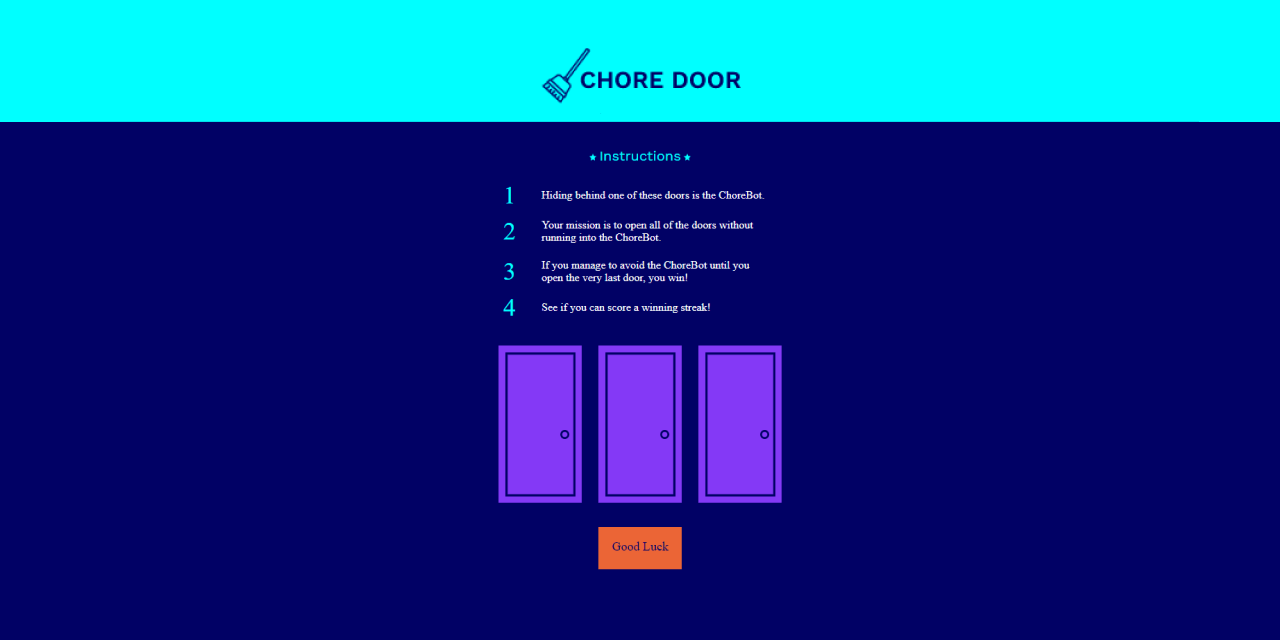 CHORE DOOR
Instructions
1 Hiding behind one of these doors is the ChoreBot.
2 Your mission is to open all of the doors without
running into the ChoreBot.
3 If you manage to avoid the ChoreBot until you
open the very last door, you win!
4 See if you can score a winning streak!
Good Luck